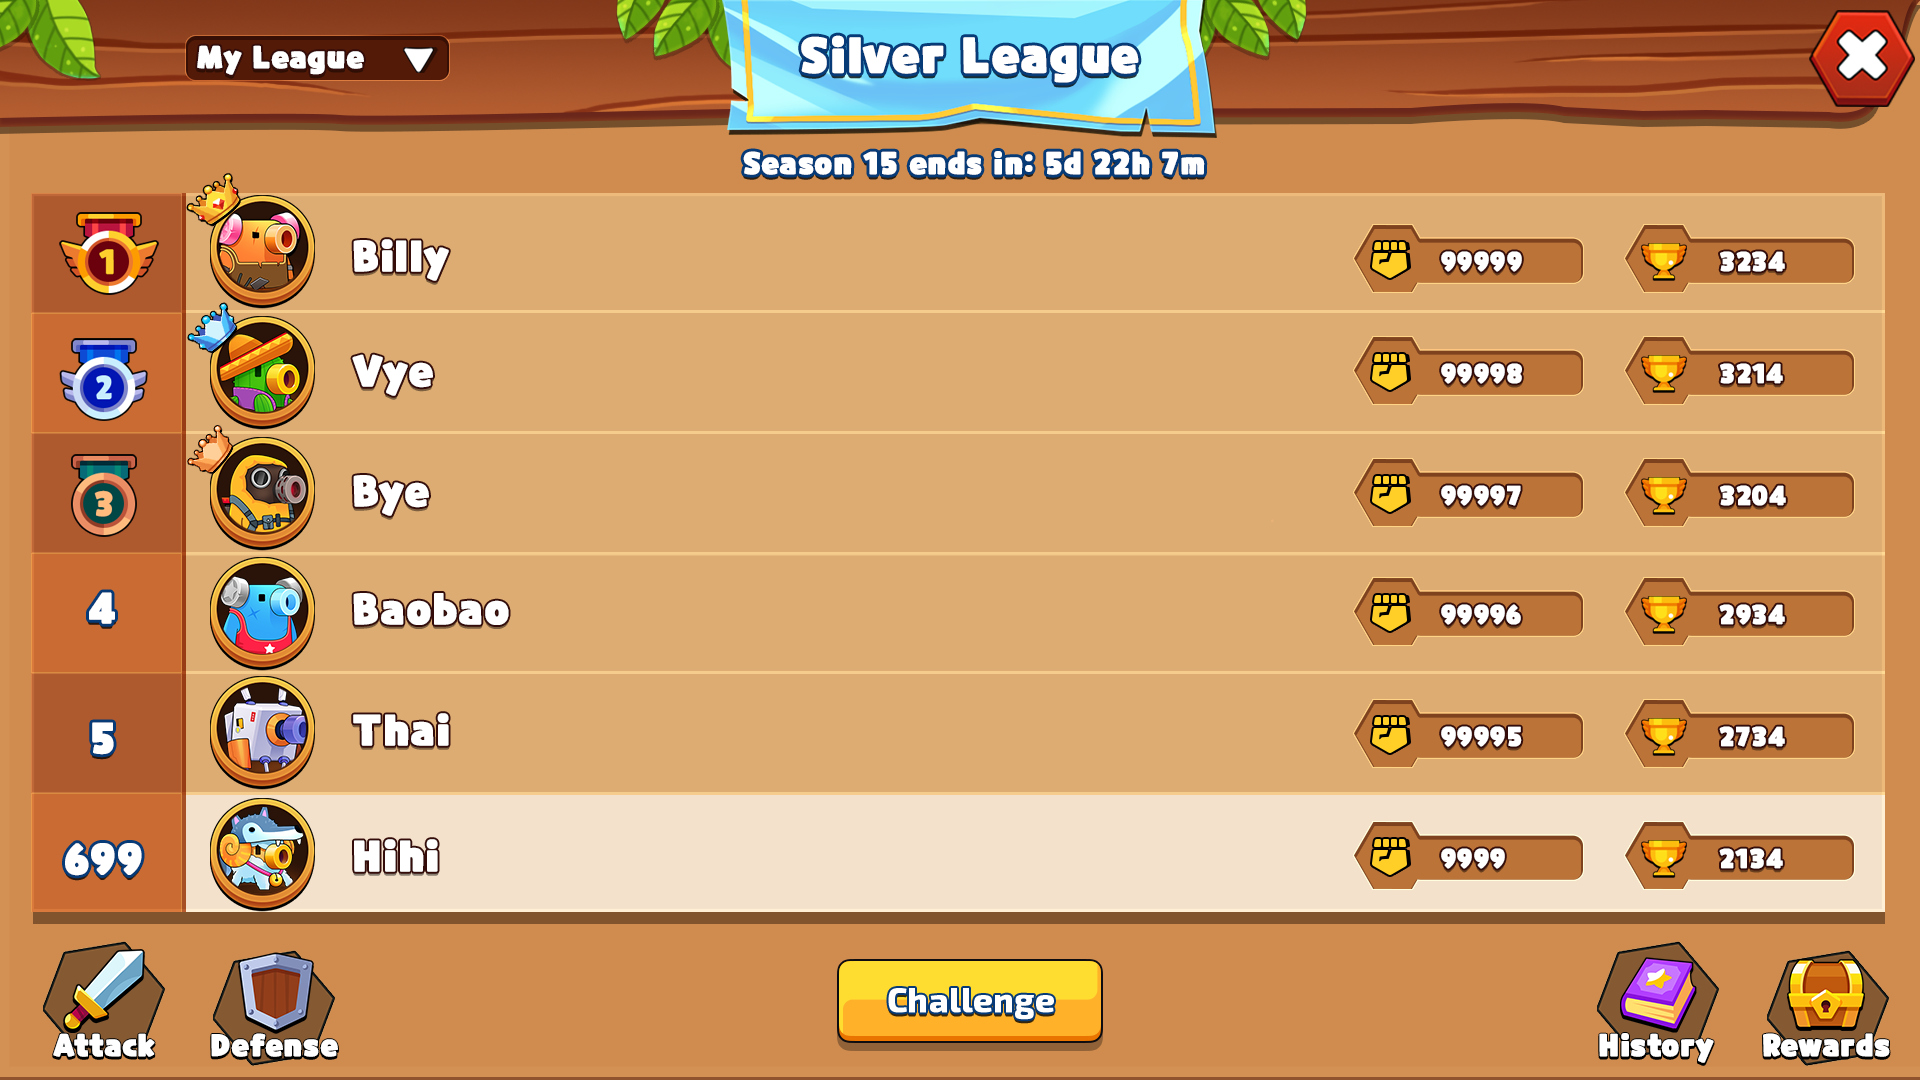 My League
Silver League
Season 15 ends in: 5d 22h 7m
1 Billy 99999 3234
2 Vye 99998 3214
3 Bye 99997 3204
4 Baobao 99996 2934
5 Thai 99995 2734
699 Hihi 9999 2134
Attack Defense Challenge History Rewards